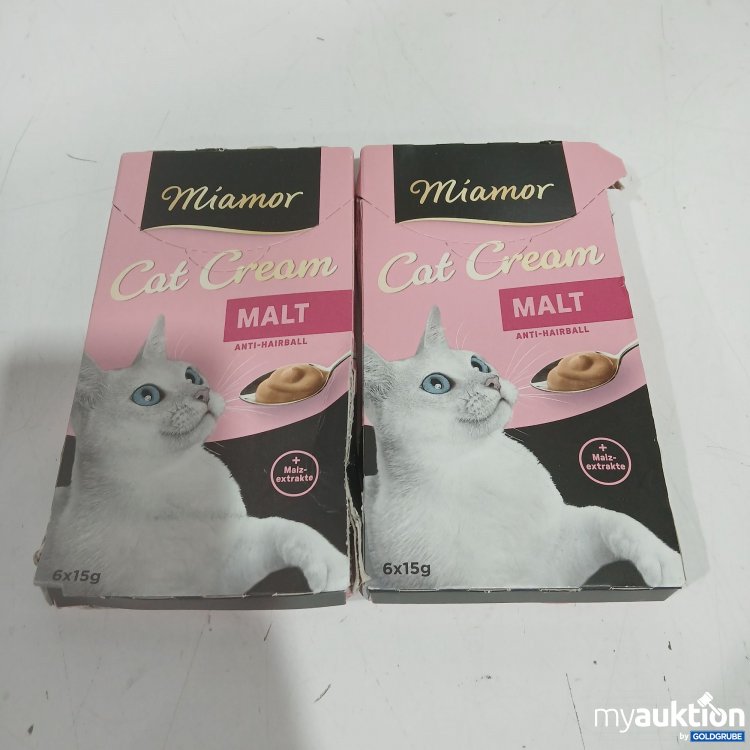 Miamor
Cat Cream
MALT
ANTI-HAIRBALL
+
Malz-
extrakte
6x15g
Miamor
Cat Cream
MALT
ANTI-HAIRBALL
+
Malz-
extrakte
6x15g
myauktion
by GOLDGRUBE